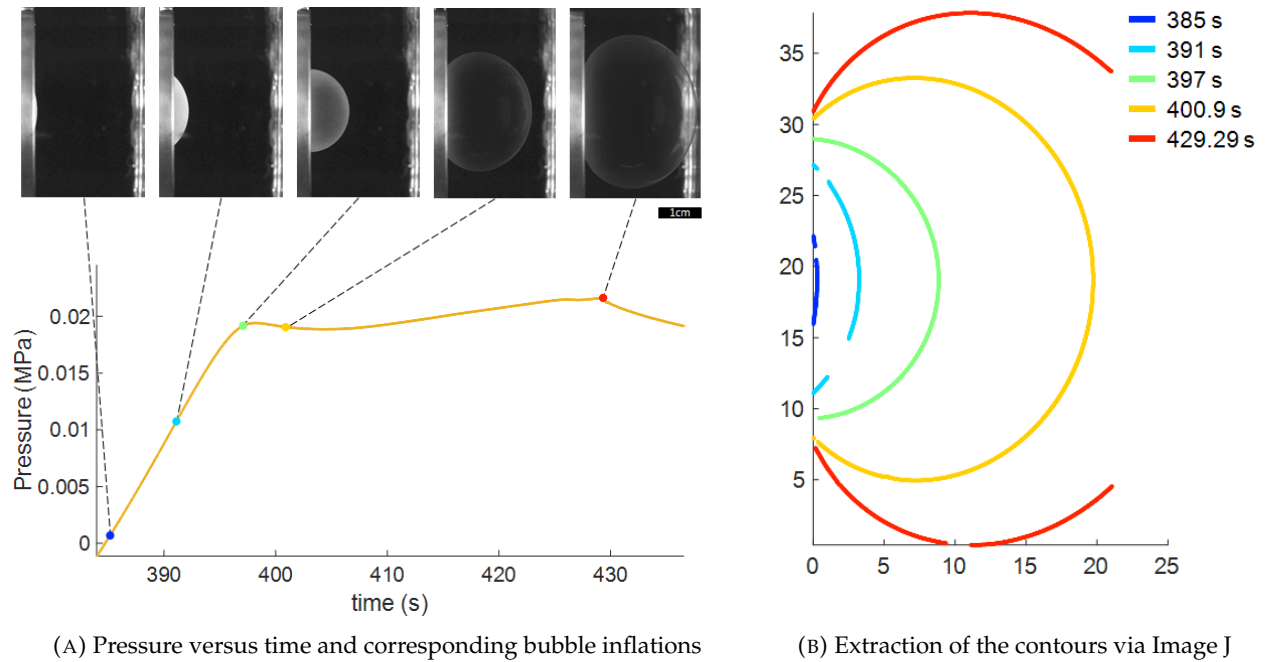 1cm
Pressure (MPa)
0.02
0.015
0.01
0.005
0
390
400
410
420
430
time (s)
385 s
391 s
397 s
400.9 s
429.29 s
35
30
25
20
15
10
5
0
5
10
15
20
25
(A) Pressure versus time and corresponding bubble inflations
(B) Extraction of the contours via Image J